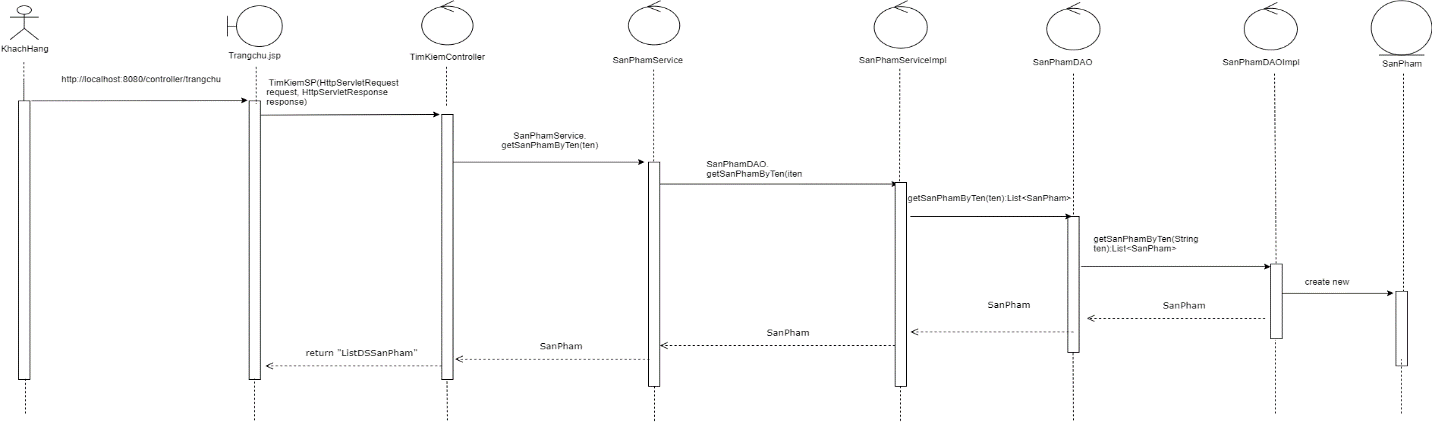 KhachHang
Trangchu.jsp
TimKiemController
SanPhamService
SanPhamServiceImpl
SanPhamDAO
SanPhamDAOImpl
SanPham
http://localhost:8080/controller/trangchu
TimKiemSP(HttpServletRequest
request, HttpServletResponse
response)
SanPhamService.
getSanPhamByTen(ten)
SanPhamDAO.
getSanPhamByTen(iten
getSanPhamByTen(ten):List<SanPham>
getSanPhamByTen(String
ten):List<SanPham>
create new
SanPham
SanPham
SanPham
SanPham
return "ListDSSanPham"